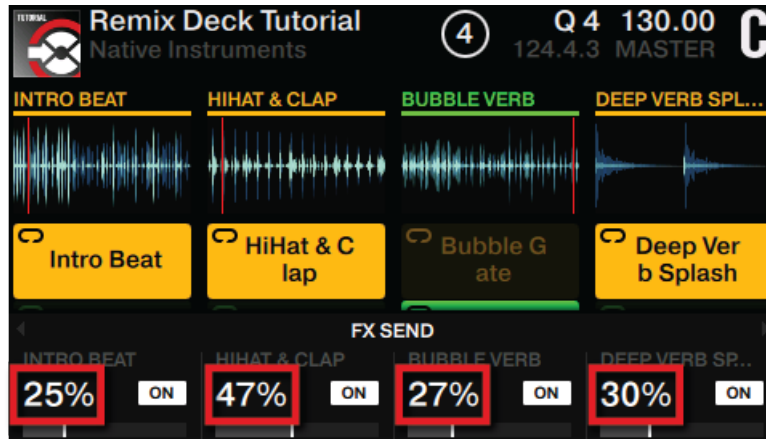 TUTORIAL
Remix Deck Tutorial
Native Instruments
4
Q 4 130.00
124.4.3 MASTER
C
INTRO BEAT HIHAT & CLAP BUBBLE VERB DEEP VERB SPL...
Intro Beat
HiHat & C
lap
Bubble G
ate
Deep Ver
b Splash
FX SEND
INTRO BEAT HIHAT & CLAP BUBBLE VERB DEEP VERB SP...
25% ON 47% ON 27% ON 30% ON